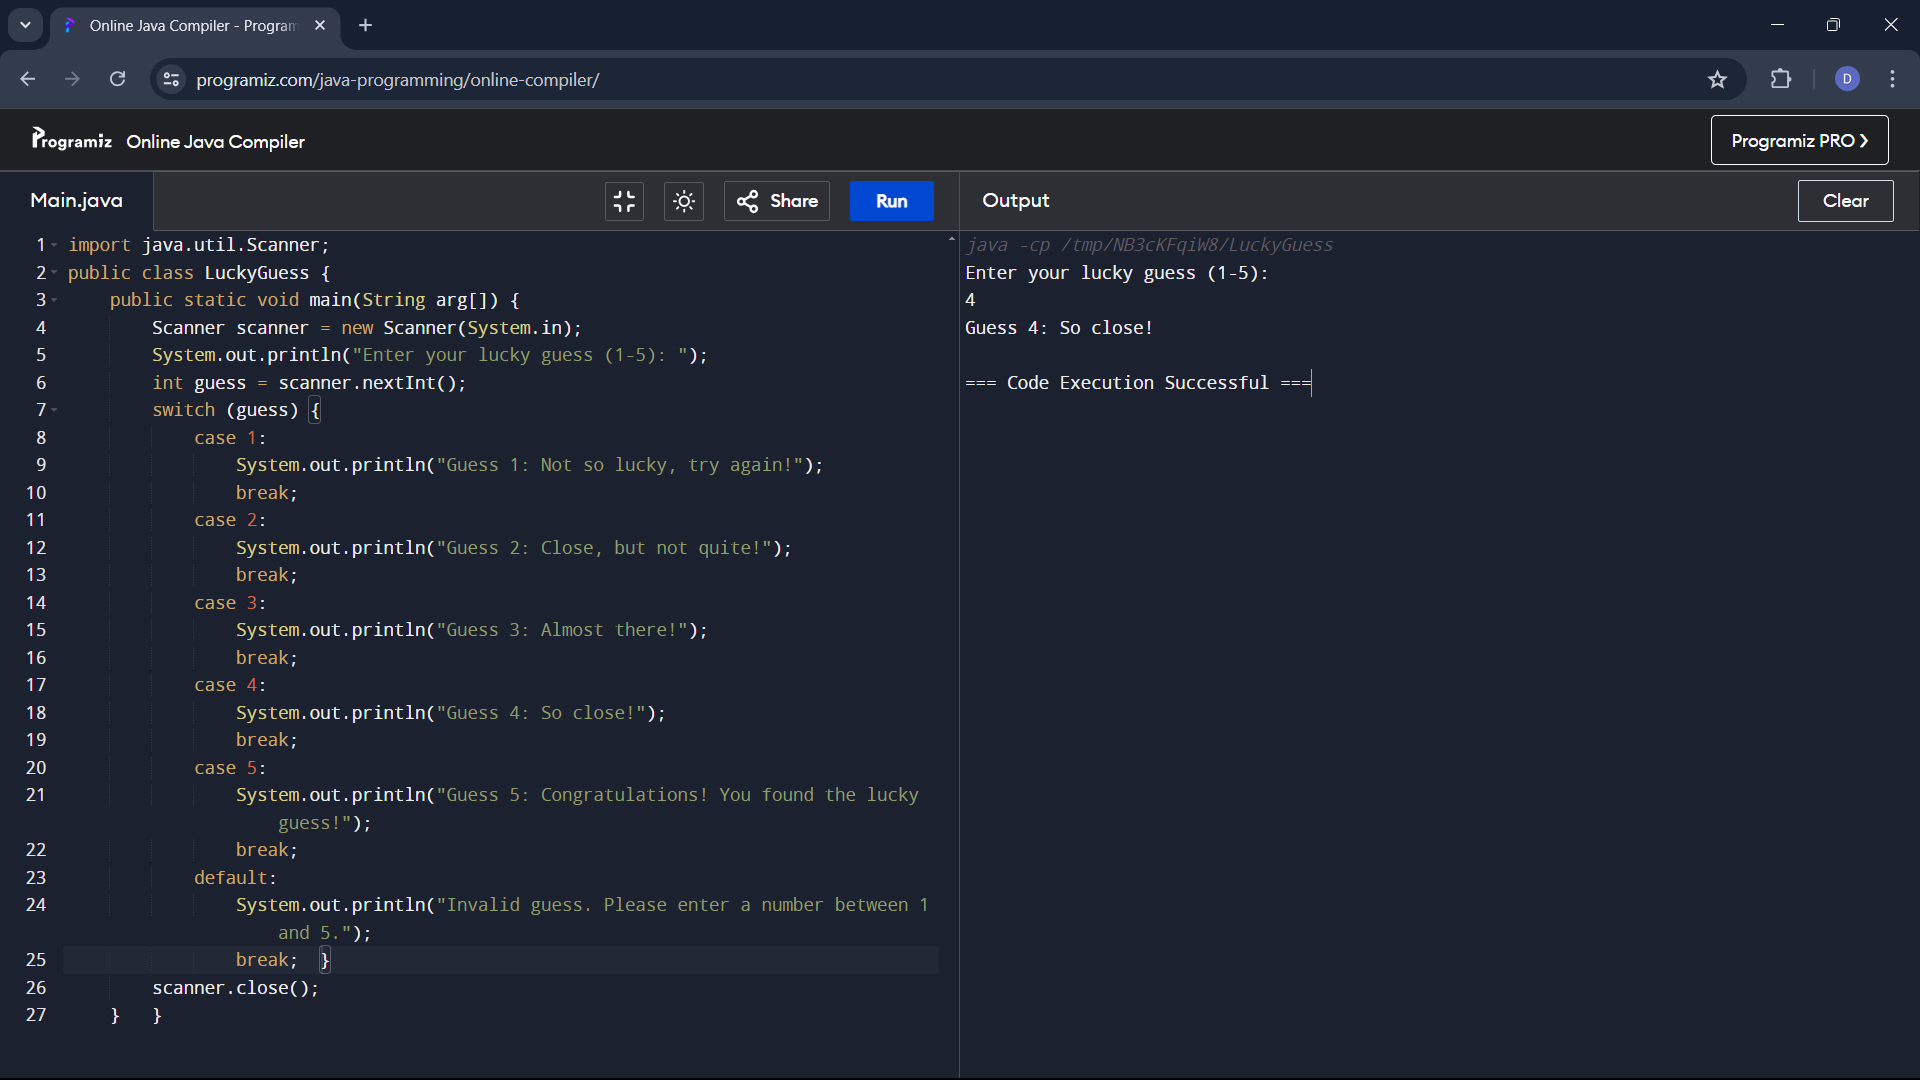 Online Java Compiler - Program
programiz.com/java-programming/online-compiler/
D
Programiz Online Java Compiler
Programiz PRO
Main.java
Share
Run
Output
Clear
1 import java.util.Scanner;
2 public class LuckyGuess {
3 public static void main(String arg[]) {
4 Scanner scanner = new Scanner(System.in);
5 System.out.println("Enter your lucky guess (1-5): ");
6 int guess = scanner.nextInt();
7 switch (guess) {
8 case 1:
9 System.out.println("Guess 1: Not so lucky, try again!");
10 break;
11 case 2:
12 System.out.println("Guess 2: Close, but not quite!");
13 break;
14 case 3:
15 System.out.println("Guess 3: Almost there!");
16 break;
17 case 4:
18 System.out.println("Guess 4: So close!");
19 break;
20 case 5:
21 System.out.println("Guess 5: Congratulations! You found the lucky
guess!");
22 break;
23 default:
24 System.out.println("Invalid guess. Please enter a number between 1
and 5.");
25 break; }
26 scanner.close();
27 } }
java -cp /tmp/NB3cKFqiW8/LuckyGuess
Enter your lucky guess (1-5):
4
Guess 4: So close!
=== Code Execution Successful ===